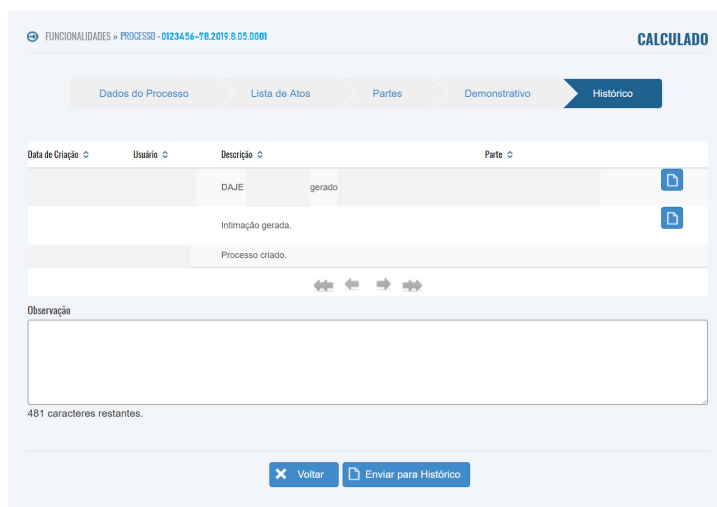 FUNCIONALIDADES » PROCESSO - 0123456-78.2019.8.05.0001
CALCULADO
Dados do Processo Lista de Atos Partes Demonstrativo Histórico
Data de Criação Usuário Descrição Parte
DAJE gerado
Intimação gerada.
Processo criado.
Observação
481 caracteres restantes.
Voltar Enviar para Histórico